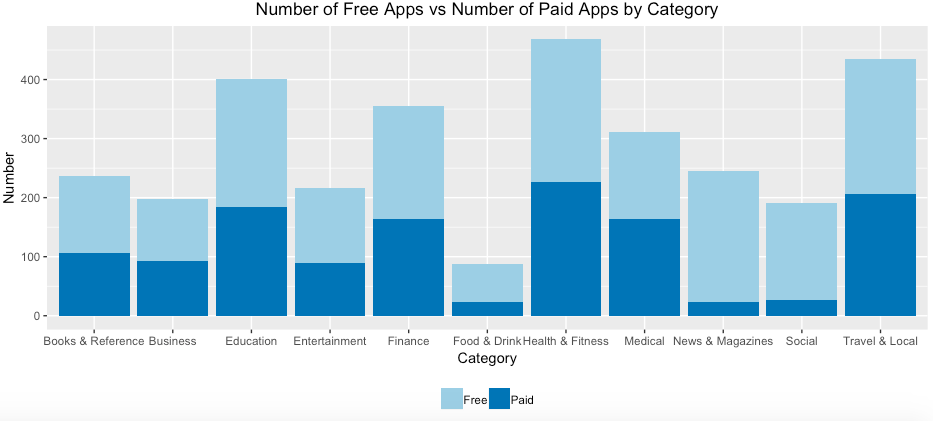 Number of Free Apps vs Number of Paid Apps by Category
Number
400
300
200
100
0
Books & Reference Business Education Entertainment Finance Food & Drink Health & Fitness Medical News & Magazines Social Travel & Local
Category
Free Paid